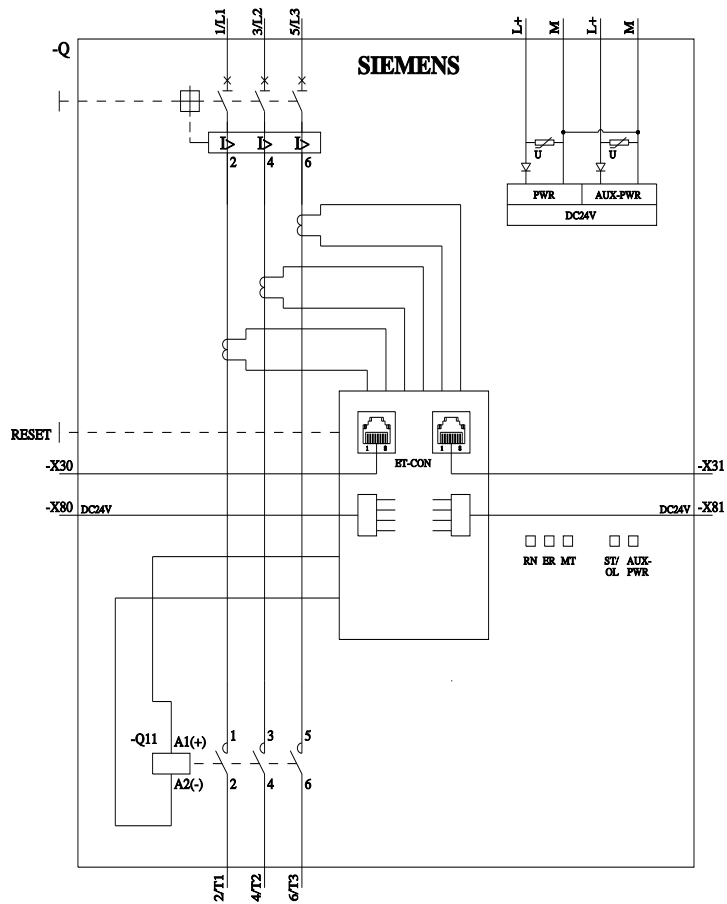 1/L1
3/L2
5/L3
L+
M
L+
M
-Q
SIEMENS
I>
I>
I>
2
4
6
U
U
PWR
AUX-PWR
DC24V
RESET
1 8
1 8
ET-CON
-X30
-X31
-X80
DC24V
DC24V
-X81
RN
ER
MT
ST/
OL
AUX-
PWR
-Q11
A1(+)
1
3
5
A2(-)
2
4
6
2/T1
4/T2
6/T3